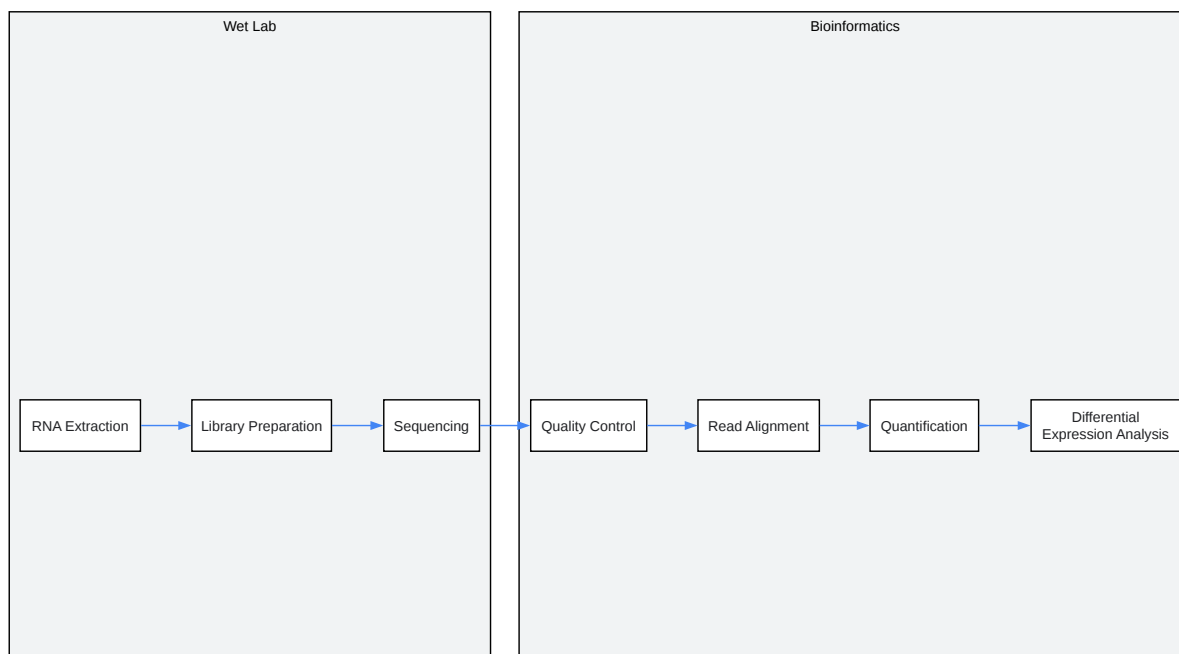 Wet Lab
Bioinformatics
RNA Extraction
Library Preparation
Sequencing
Quality Control
Read Alignment
Quantification
Differential
Expression Analysis